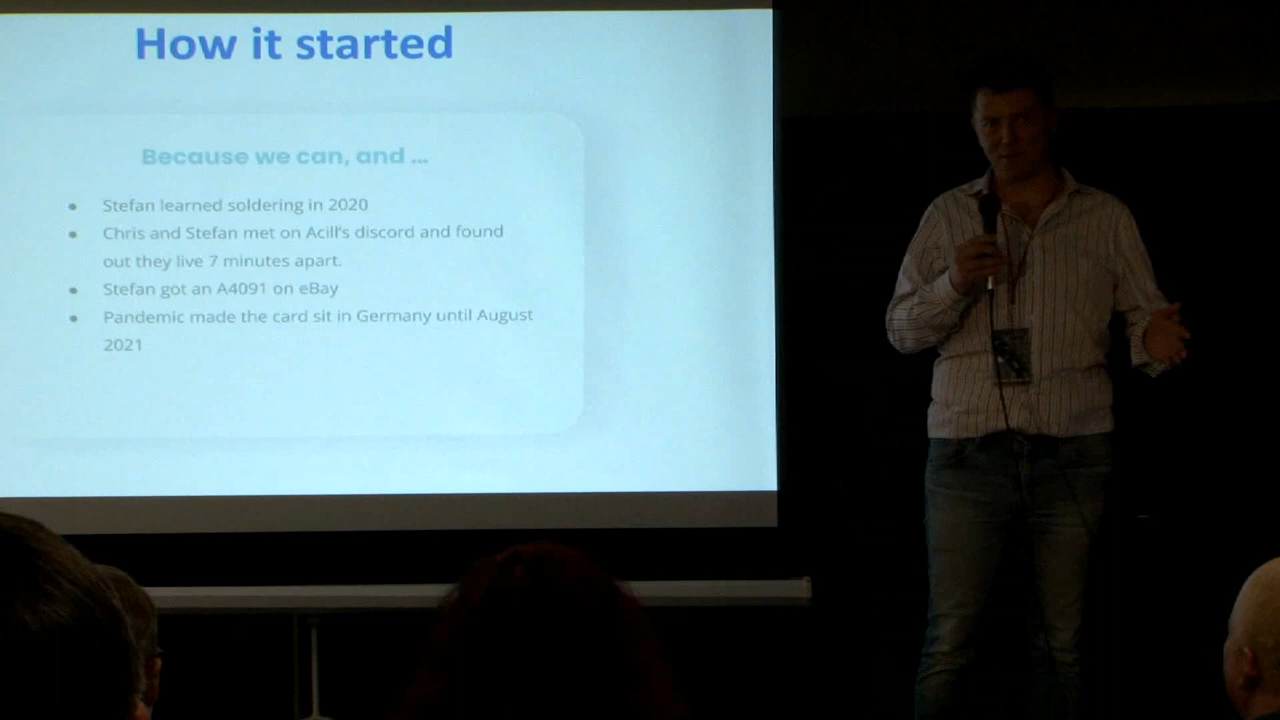 How it started
Because we can, and ...
• Stefan learned soldering in 2020
• Chris and Stefan met on Acill's discord and found
out they live 7 minutes apart.
• Stefan got an A4091 on eBay
• Pandemic made the card sit in Germany until August
2021